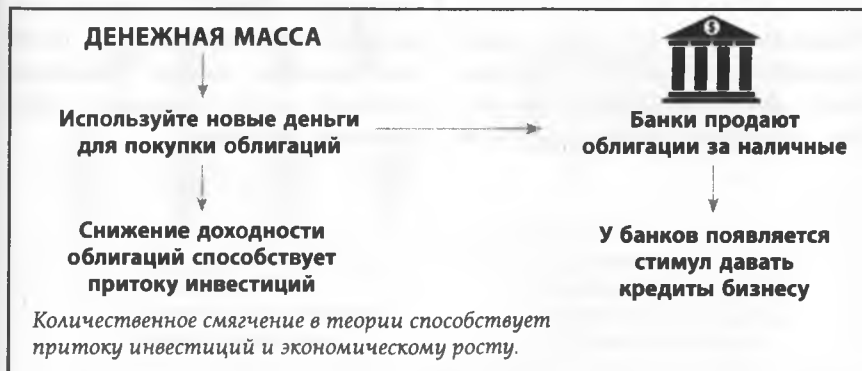 ДЕНЕЖНАЯ МАССА
Используйте новые деньги
для покупки облигаций
Снижение доходности
облигаций способствует
притоку инвестиций
$
Банки продают
облигации за наличные
У банков появляется
стимул давать
кредиты бизнесу
Количественное смягчение в теории способствует
притоку инвестиций и экономическому росту.